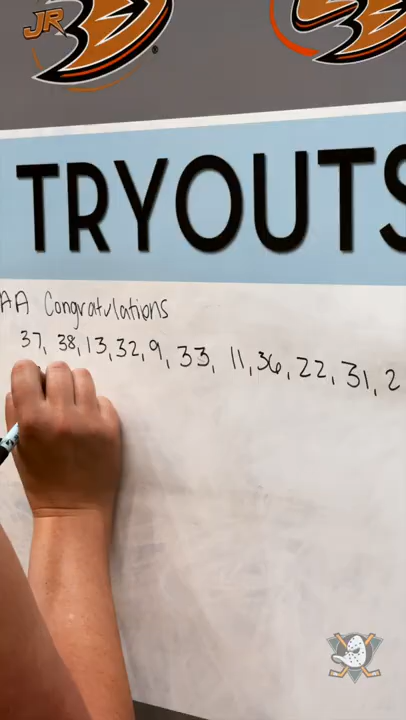 JR
TRYOUTS
AA Congratulations
37, 38, 13, 32, 9, 33, 11, 36, 22, 31, 2